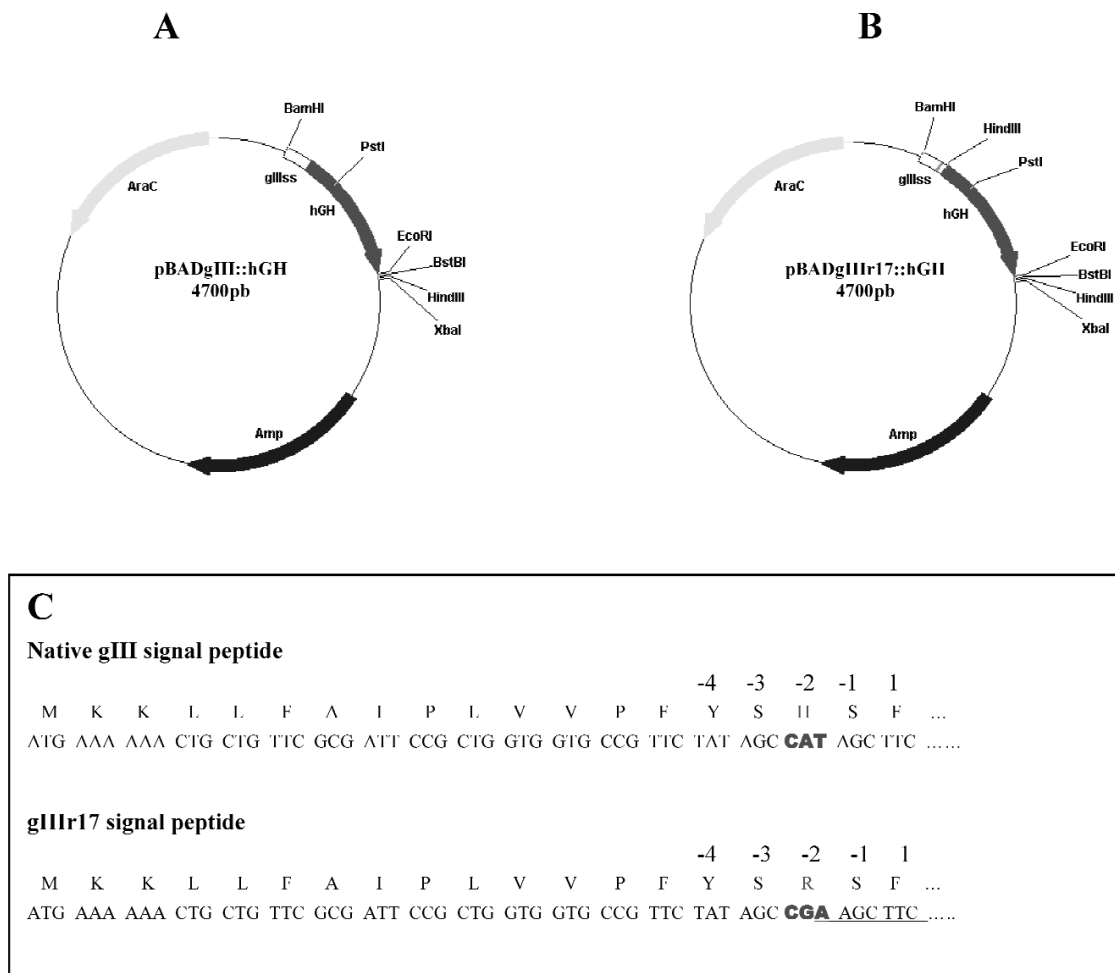 A
BamHI
PstI
gIIIss
AraC
hGH
EcoRI
BstBI
HindIII
XbaI
pBADgIII::hGH
4700pb
Amp
B
BamHI
HindIII
PstI
gIIIss
AraC
hGH
EcoRI
BstBI
HindIII
XbaI
pBADgIIIr17::hGH
4700pb
Amp
C
Native gIII signal peptide
-4 -3 -2 -1 1
M K K L L F A I P L V V P F Y S H S F ...
ATG AAA AAA CTG CTG TTC GCG ATT CCG CTG GTG GTG CCG TTC TAT AGC CAT AGC TTC ......
gIIIr17 signal peptide
-4 -3 -2 -1 1
M K K L L F A I P L V V P F Y S R S F ...
ATG AAA AAA CTG CTG TTC GCG ATT CCG CTG GTG GTG CCG TTC TAT AGC CGA AGC TTC .....